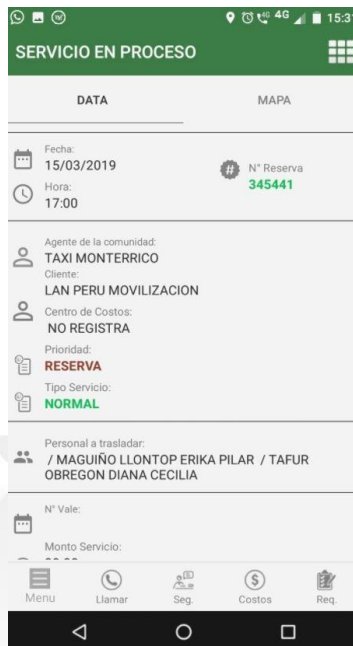 4G 4G 15:31
SERVICIO EN PROCESO
DATA MAPA
Fecha:
15/03/2019
Hora:
17:00
N° Reserva
345441
Agente de la comunidad:
TAXI MONTERRICO
Cliente:
LAN PERU MOVILIZACION
Centro de Costos:
NO REGISTRA
Prioridad:
RESERVA
Tipo Servicio:
NORMAL
Personal a trasladar:
/ MAGUIÑO LLONTOP ERIKA PILAR / TAFUR
OBREGON DIANA CECILIA
N° Vale:
Monto Servicio:
Menu Llamar Seg. Costos Req.